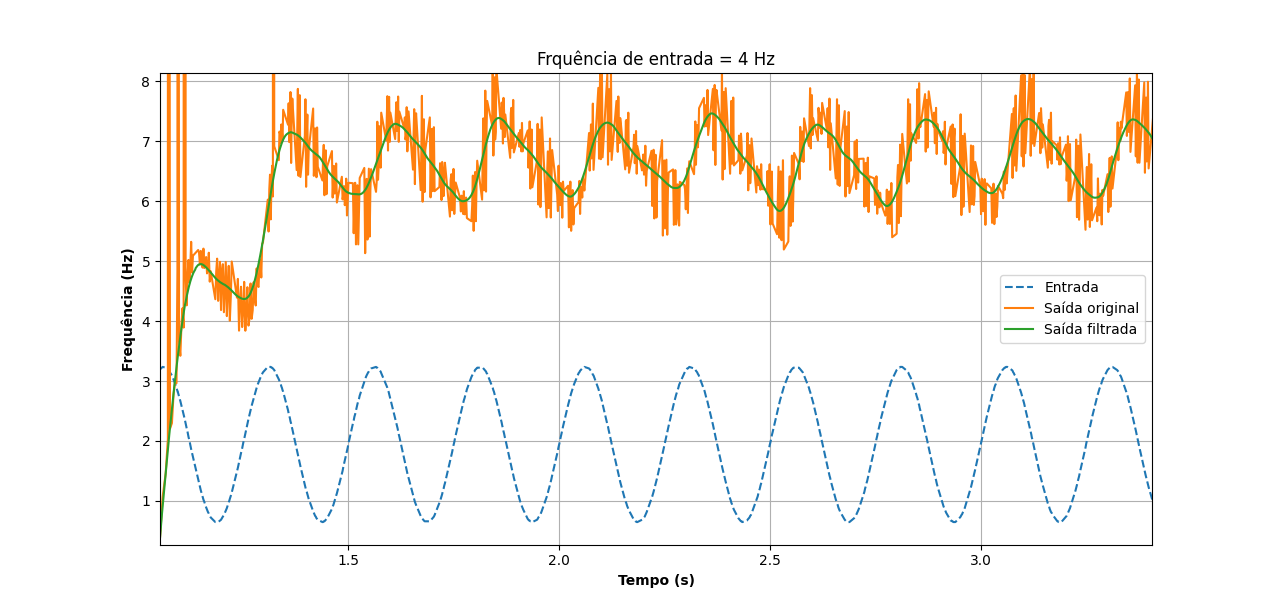 Frquência de entrada = 4 Hz
8
7
6
5
4
3
2
1
Frequência (Hz)
Entrada
Saída original
Saída filtrada
1.5 2.0 2.5 3.0
Tempo (s)